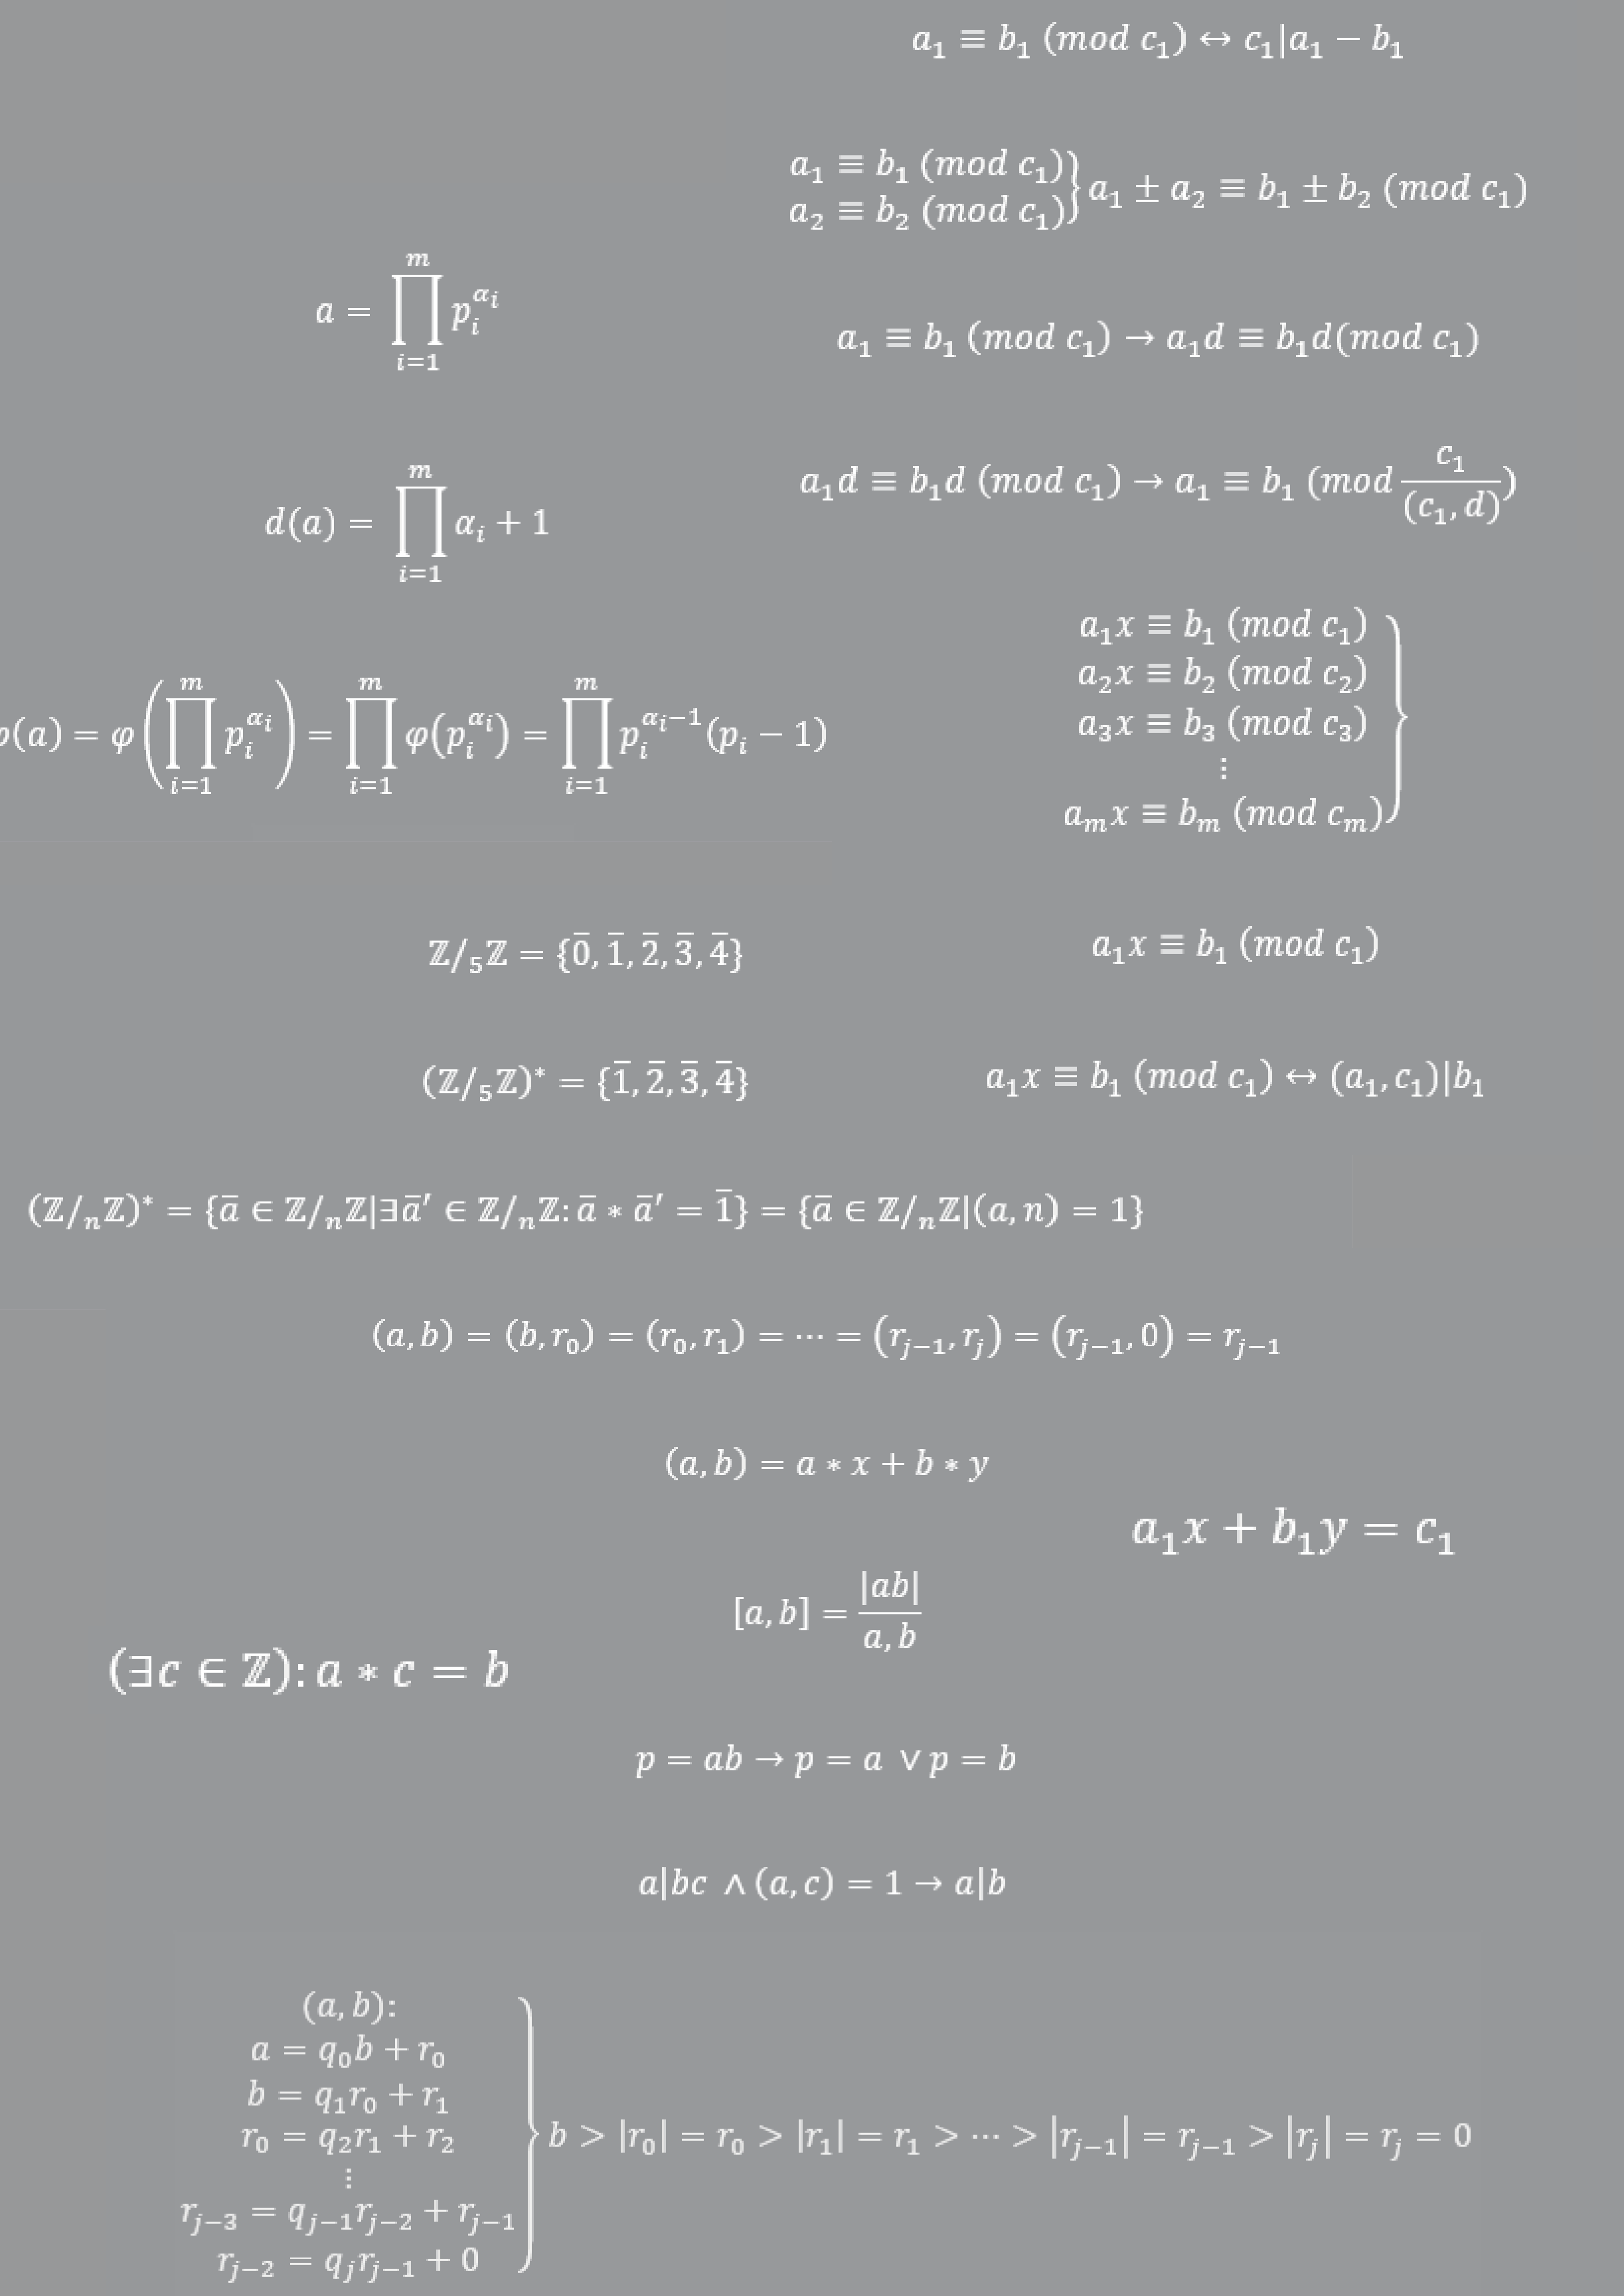 a₁ ≡ b₁ (mod c₁) ↔ c₁|a₁ − b₁
a₁ ≡ b₁ (mod c₁)
a₂ ≡ b₂ (mod c₁)} a₁ ± a₂ ≡ b₁ ± b₂ (mod c₁)
a = ∏_{i=1}^{m} p_i^{α_i}
a₁ ≡ b₁ (mod c₁) → a₁d ≡ b₁d(mod c₁)
d(a) = ∏_{i=1}^{m} α_i + 1
a₁d ≡ b₁d (mod c₁) → a₁ ≡ b₁ (mod c₁/(c₁, d))
φ(a) = φ(∏_{i=1}^{m} p_i^{α_i}) = ∏_{i=1}^{m} φ(p_i^{α_i}) = ∏_{i=1}^{m} p_i^{α_i−1}(p_i − 1)
a₁x ≡ b₁ (mod c₁)
a₂x ≡ b₂ (mod c₂)
a₃x ≡ b₃ (mod c₃)
⋮
a_m x ≡ b_m (mod c_m)}
ℤ/₅ℤ = {0̄, 1̄, 2̄, 3̄, 4̄}
a₁x ≡ b₁ (mod c₁)
(ℤ/₅ℤ)* = {1̄, 2̄, 3̄, 4̄}
a₁x ≡ b₁ (mod c₁) ↔ (a₁, c₁)|b₁
(ℤ/ₙℤ)* = {ā ∈ ℤ/ₙℤ|∃ā′ ∈ ℤ/ₙℤ: ā ∗ ā′ = 1̄} = {ā ∈ ℤ/ₙℤ|(a, n) = 1}
(a, b) = (b, r₀) = (r₀, r₁) = ⋯ = (r_{j−1}, r_j) = (r_{j−1}, 0) = r_{j−1}
(a, b) = a ∗ x + b ∗ y
a₁x + b₁y = c₁
[a, b] = |ab|/a, b
(∃c ∈ ℤ): a ∗ c = b
p = ab → p = a ∨ p = b
a|bc ∧ (a, c) = 1 → a|b
(a, b):
a = q₀b + r₀
b = q₁r₀ + r₁
r₀ = q₂r₁ + r₂
⋮
r_{j−3} = q_{j−1}r_{j−2} + r_{j−1}
r_{j−2} = q_j r_{j−1} + 0
} b > |r₀| = r₀ > |r₁| = r₁ > ⋯ > |r_{j−1}| = r_{j−1} > |r_j| = r_j = 0